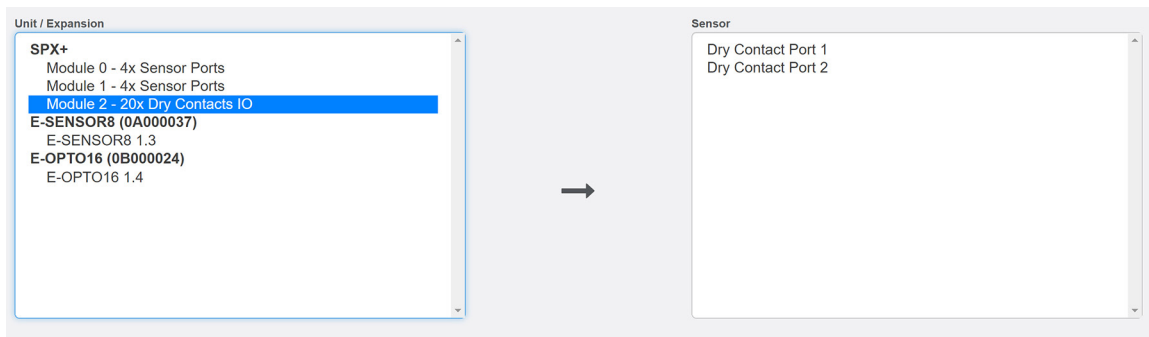 Unit / Expansion
SPX+
Module 0 - 4x Sensor Ports
Module 1 - 4x Sensor Ports
Module 2 - 20x Dry Contacts IO
E-SENSOR8 (0A000037)
E-SENSOR8 1.3
E-OPTO16 (0B000024)
E-OPTO16 1.4
Sensor
Dry Contact Port 1
Dry Contact Port 2